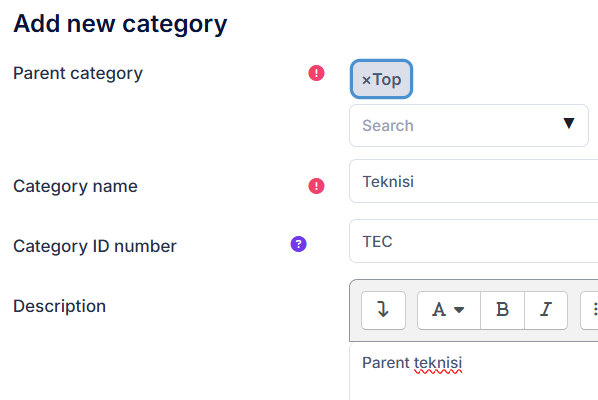 Add new category
Parent category
×Top
Search
Category name
Teknisi
Category ID number
TEC
Description
A B I
Parent teknisi